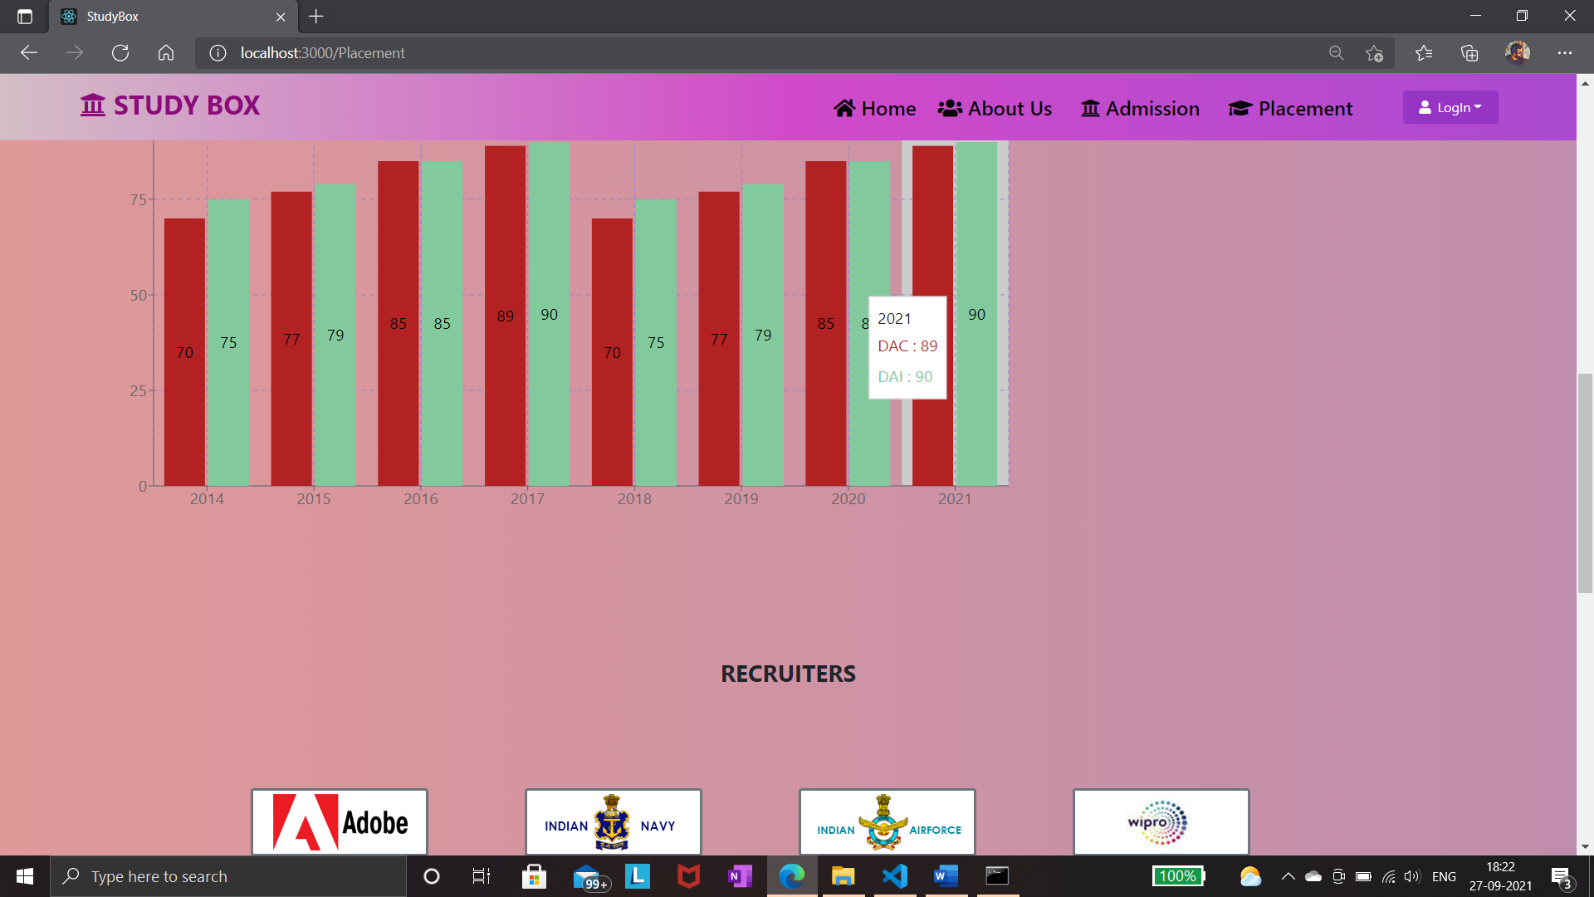 StudyBox
localhost:3000/Placement
STUDY BOX
Home
About Us
Admission
Placement
LogIn
75
50
25
0
70
75
77
79
85
85
89
90
70
75
77
79
85
8
90
2021
DAC : 89
DAI : 90
2014
2015
2016
2017
2018
2019
2020
2021
RECRUITERS
Adobe
INDIAN NAVY
INDIAN AIRFORCE
wipro
Type here to search
99+
L
N
W
100%
ENG
18:22
27-09-2021
3